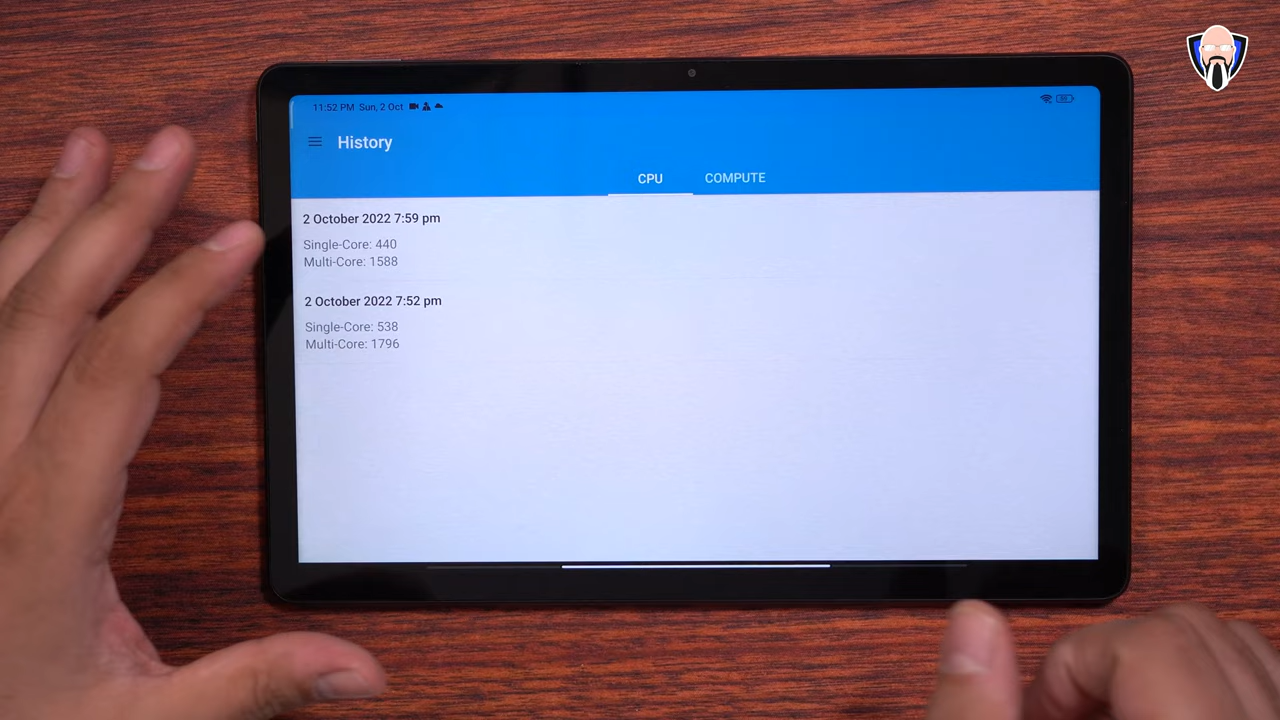 11:52 PM Sun, 2 Oct
History
CPU COMPUTE
2 October 2022 7:59 pm
Single-Core: 440
Multi-Core: 1588
2 October 2022 7:52 pm
Single-Core: 538
Multi-Core: 1796